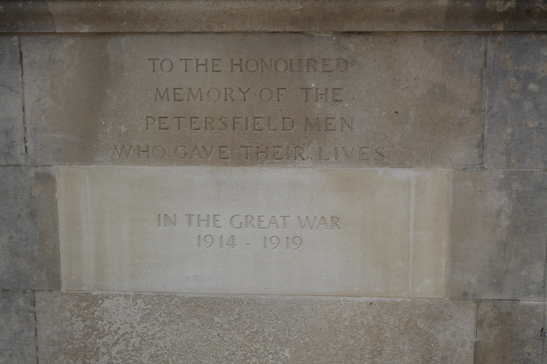 TO THE HONOURED
MEMORY OF THE
PETERSFIELD MEN
WHO GAVE THEIR LIVES
IN THE GREAT WAR
1914 - 1919